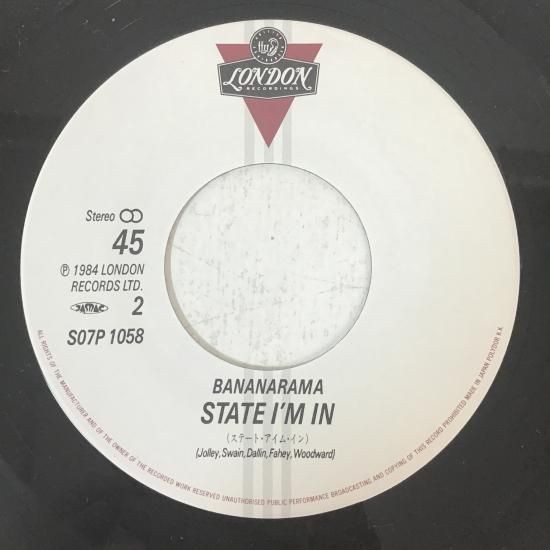 LONDON
RECORDINGS
Stereo
45
Ⓟ 1984 LONDON
RECORDS LTD.
JASRAC 2
S07P 1058
BANANARAMA
STATE I'M IN
(ステート・アイム・イン)
(Jolley, Swain, Dallin, Fahey, Woodward)
ALL RIGHTS OF THE MANUFACTURER AND OF THE OWNER OF THE RECORDED WORK RESERVED UNAUTHORISED PUBLIC PERFORMANCE BROADCASTING AND COPYING OF THIS RECORD PROHIBITED MADE IN JAPAN POLYDOR K.K.